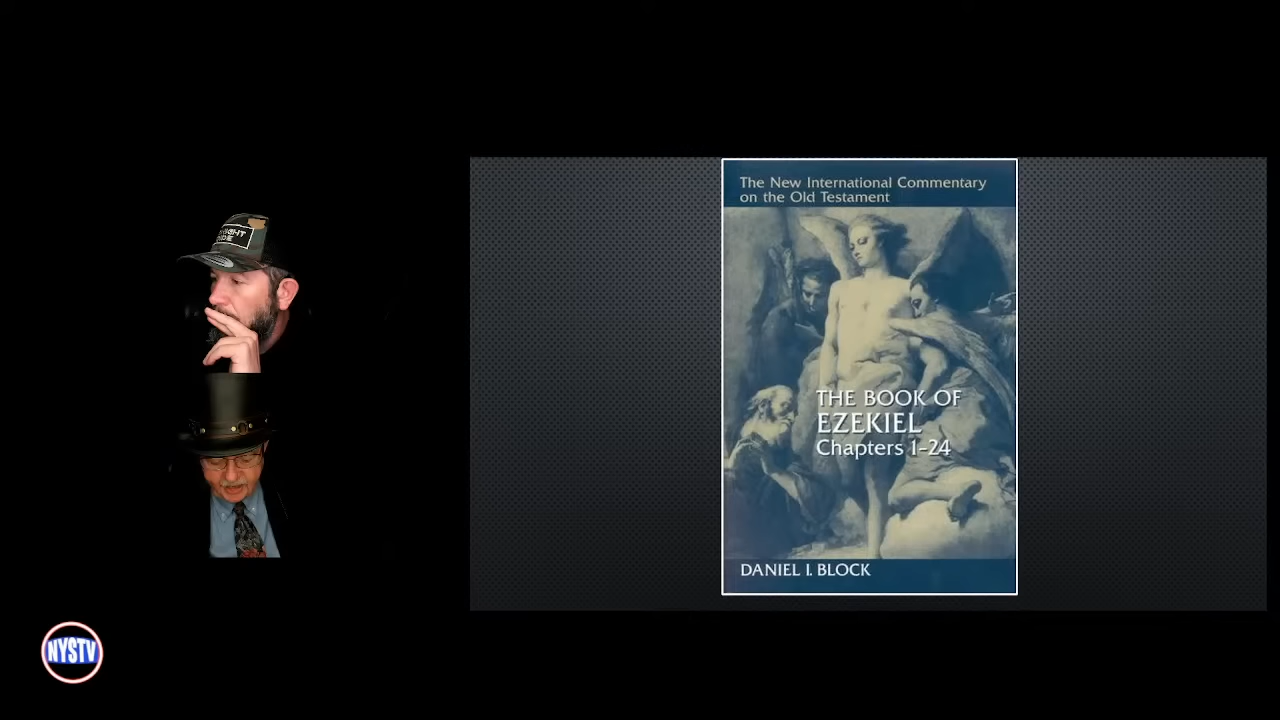 The New International Commentary
on the Old Testament
THE BOOK OF
EZEKIEL
Chapters 1-24
DANIEL I. BLOCK
NYSTV